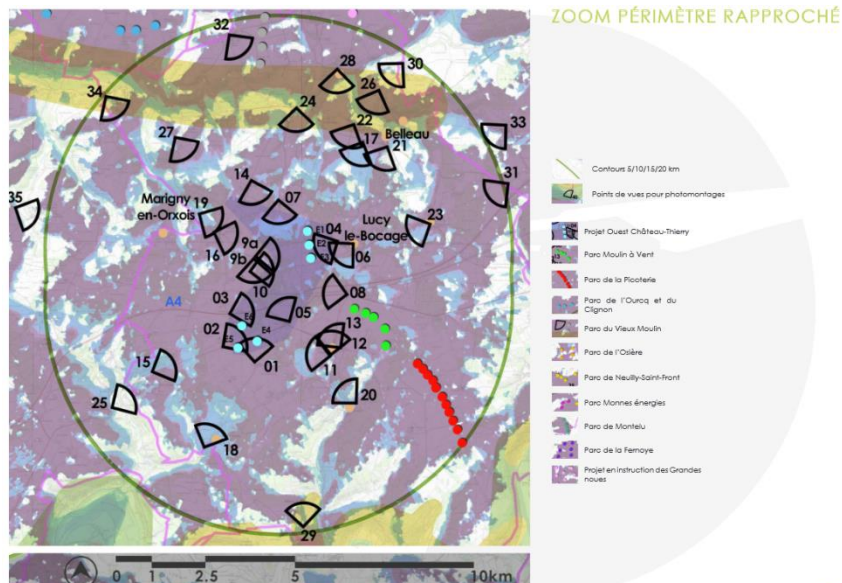 ZOOM PÉRIMÈTRE RAPPROCHÉ
32
28
30
26
34
24
22
33
27
17
Belleau
21
31
14
35
Marigny
en-Orxois
19
07
Lucy
le-Bocage
23
E1
04
E2
16
9a
E3
06
9b
10
08
A4
03
05
E6
02
E4
13
E5
12
01
11
15
20
25
18
29
0 1 2.5 5 10km
Contours 5/10/15/20 km
Points de vues pour photomontages
Projet Ouest Château-Thierry
Parc Moulin à Vent
Parc de la Picoterie
Parc de l'Ourcq et du
Clignon
Parc du Vieux Moulin
Parc de l'Osière
Parc de Neuilly-Saint-Front
Parc Monnes énergies
Parc de Montelu
Parc de la Fernoye
Projet en instruction des Grandes
noues